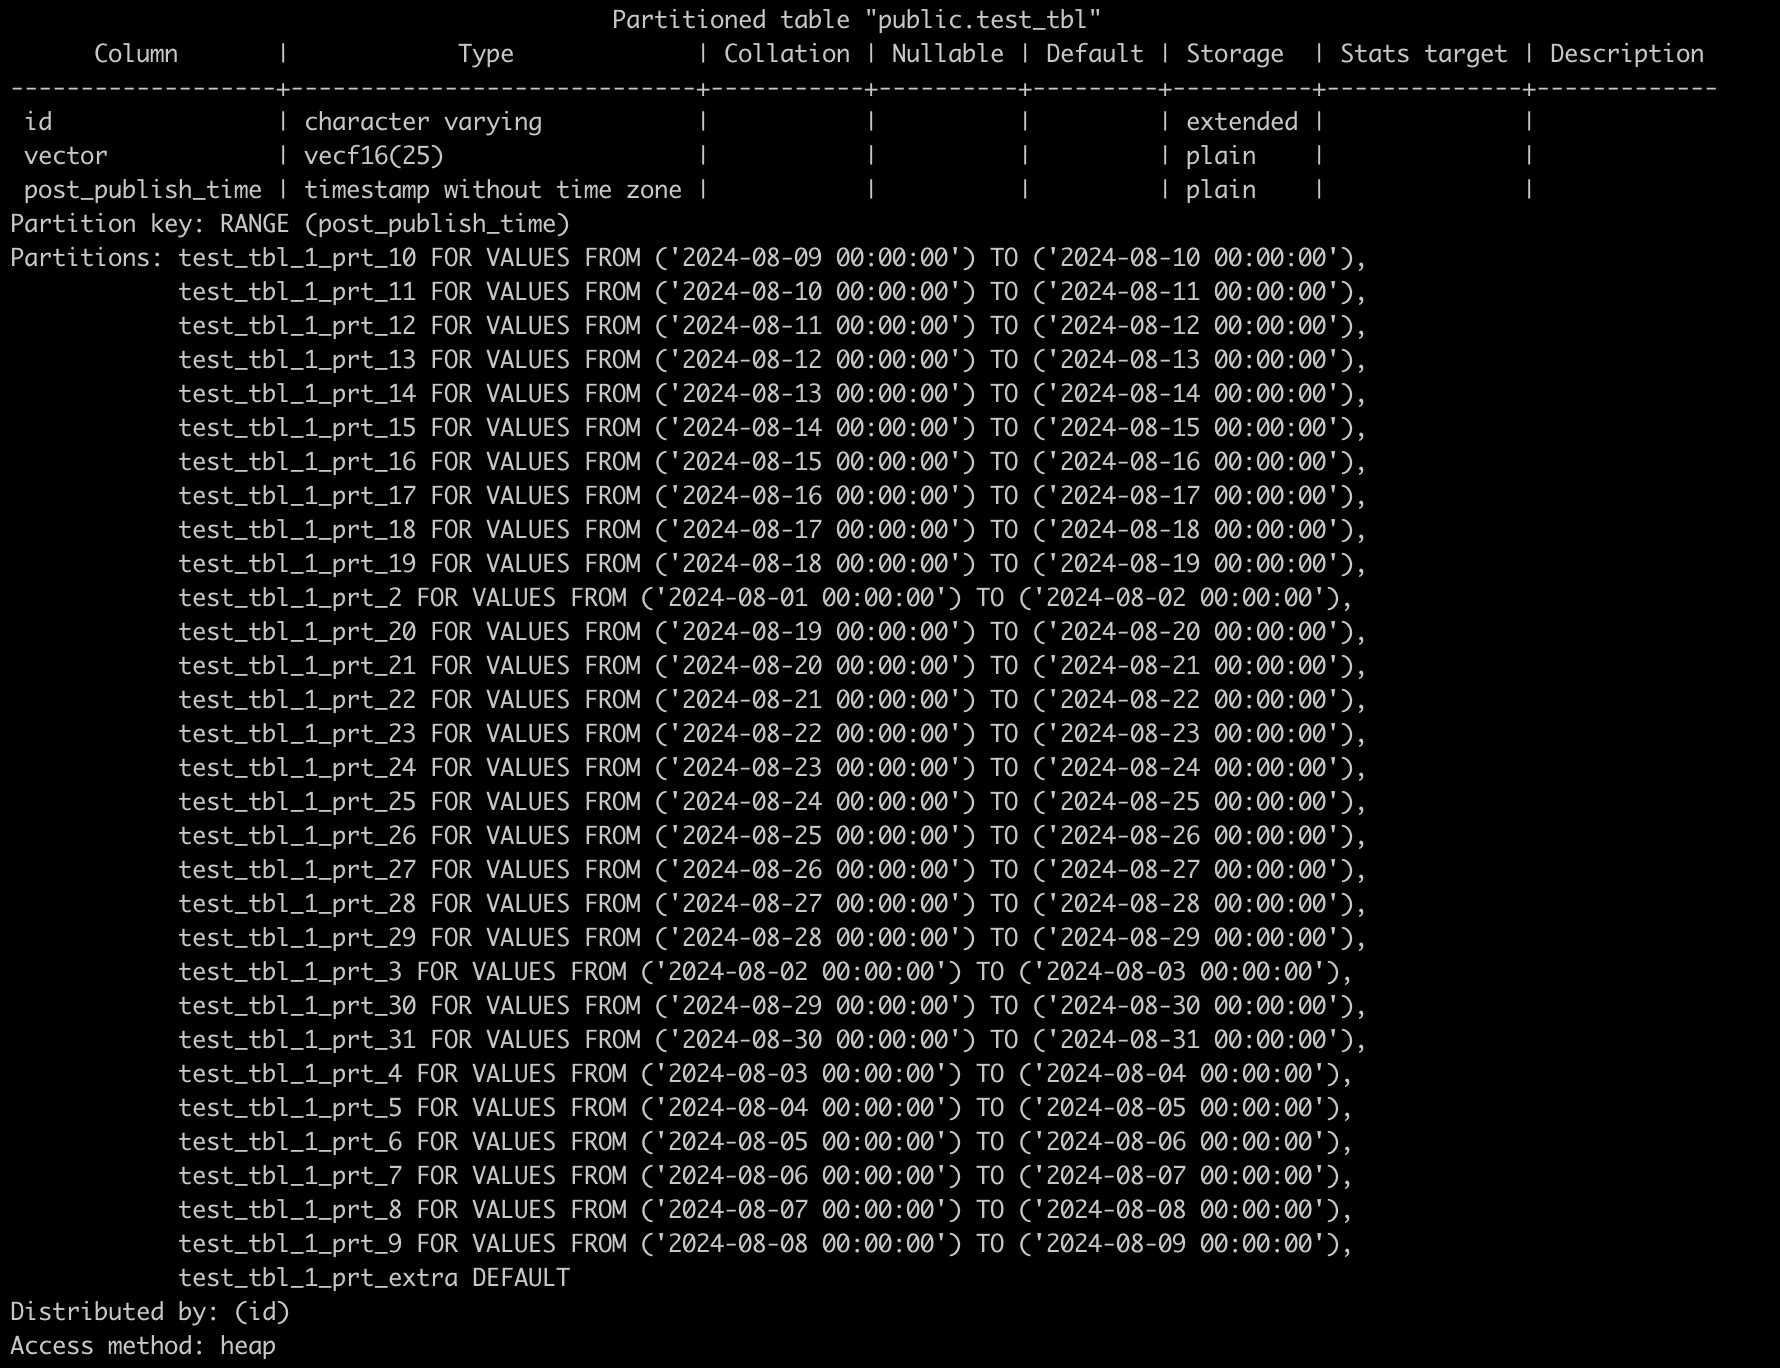 Partitioned table "public.test_tbl"
Column | Type | Collation | Nullable | Default | Storage | Stats target | Description
-------------------+-----------------------------+-----------+----------+---------+----------+--------------+-------------
id | character varying | | | | extended | |
vector | vecf16(25) | | | | plain | |
post_publish_time | timestamp without time zone | | | | plain | |
Partition key: RANGE (post_publish_time)
Partitions: test_tbl_1_prt_10 FOR VALUES FROM ('2024-08-09 00:00:00') TO ('2024-08-10 00:00:00'),
test_tbl_1_prt_11 FOR VALUES FROM ('2024-08-10 00:00:00') TO ('2024-08-11 00:00:00'),
test_tbl_1_prt_12 FOR VALUES FROM ('2024-08-11 00:00:00') TO ('2024-08-12 00:00:00'),
test_tbl_1_prt_13 FOR VALUES FROM ('2024-08-12 00:00:00') TO ('2024-08-13 00:00:00'),
test_tbl_1_prt_14 FOR VALUES FROM ('2024-08-13 00:00:00') TO ('2024-08-14 00:00:00'),
test_tbl_1_prt_15 FOR VALUES FROM ('2024-08-14 00:00:00') TO ('2024-08-15 00:00:00'),
test_tbl_1_prt_16 FOR VALUES FROM ('2024-08-15 00:00:00') TO ('2024-08-16 00:00:00'),
test_tbl_1_prt_17 FOR VALUES FROM ('2024-08-16 00:00:00') TO ('2024-08-17 00:00:00'),
test_tbl_1_prt_18 FOR VALUES FROM ('2024-08-17 00:00:00') TO ('2024-08-18 00:00:00'),
test_tbl_1_prt_19 FOR VALUES FROM ('2024-08-18 00:00:00') TO ('2024-08-19 00:00:00'),
test_tbl_1_prt_2 FOR VALUES FROM ('2024-08-01 00:00:00') TO ('2024-08-02 00:00:00'),
test_tbl_1_prt_20 FOR VALUES FROM ('2024-08-19 00:00:00') TO ('2024-08-20 00:00:00'),
test_tbl_1_prt_21 FOR VALUES FROM ('2024-08-20 00:00:00') TO ('2024-08-21 00:00:00'),
test_tbl_1_prt_22 FOR VALUES FROM ('2024-08-21 00:00:00') TO ('2024-08-22 00:00:00'),
test_tbl_1_prt_23 FOR VALUES FROM ('2024-08-22 00:00:00') TO ('2024-08-23 00:00:00'),
test_tbl_1_prt_24 FOR VALUES FROM ('2024-08-23 00:00:00') TO ('2024-08-24 00:00:00'),
test_tbl_1_prt_25 FOR VALUES FROM ('2024-08-24 00:00:00') TO ('2024-08-25 00:00:00'),
test_tbl_1_prt_26 FOR VALUES FROM ('2024-08-25 00:00:00') TO ('2024-08-26 00:00:00'),
test_tbl_1_prt_27 FOR VALUES FROM ('2024-08-26 00:00:00') TO ('2024-08-27 00:00:00'),
test_tbl_1_prt_28 FOR VALUES FROM ('2024-08-27 00:00:00') TO ('2024-08-28 00:00:00'),
test_tbl_1_prt_29 FOR VALUES FROM ('2024-08-28 00:00:00') TO ('2024-08-29 00:00:00'),
test_tbl_1_prt_3 FOR VALUES FROM ('2024-08-02 00:00:00') TO ('2024-08-03 00:00:00'),
test_tbl_1_prt_30 FOR VALUES FROM ('2024-08-29 00:00:00') TO ('2024-08-30 00:00:00'),
test_tbl_1_prt_31 FOR VALUES FROM ('2024-08-30 00:00:00') TO ('2024-08-31 00:00:00'),
test_tbl_1_prt_4 FOR VALUES FROM ('2024-08-03 00:00:00') TO ('2024-08-04 00:00:00'),
test_tbl_1_prt_5 FOR VALUES FROM ('2024-08-04 00:00:00') TO ('2024-08-05 00:00:00'),
test_tbl_1_prt_6 FOR VALUES FROM ('2024-08-05 00:00:00') TO ('2024-08-06 00:00:00'),
test_tbl_1_prt_7 FOR VALUES FROM ('2024-08-06 00:00:00') TO ('2024-08-07 00:00:00'),
test_tbl_1_prt_8 FOR VALUES FROM ('2024-08-07 00:00:00') TO ('2024-08-08 00:00:00'),
test_tbl_1_prt_9 FOR VALUES FROM ('2024-08-08 00:00:00') TO ('2024-08-09 00:00:00'),
test_tbl_1_prt_extra DEFAULT
Distributed by: (id)
Access method: heap